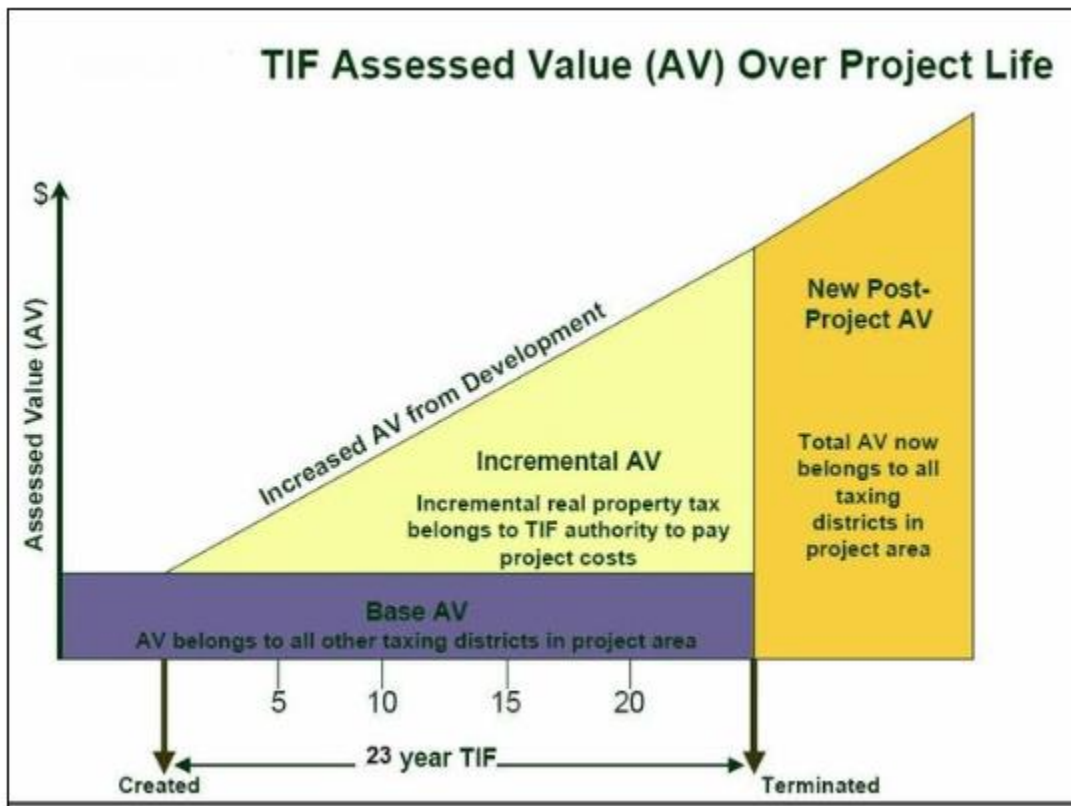 TIF Assessed Value (AV) Over Project Life
$
Assessed Value (AV)
Increased AV from Development
New Post-
Project AV
Incremental AV
Incremental real property tax
belongs to TIF authority to pay
project costs
Total AV now
belongs to all
taxing
districts in
project area
Base AV
AV belongs to all other taxing districts in project area
5
10
15
20
23 year TIF
Created
Terminated